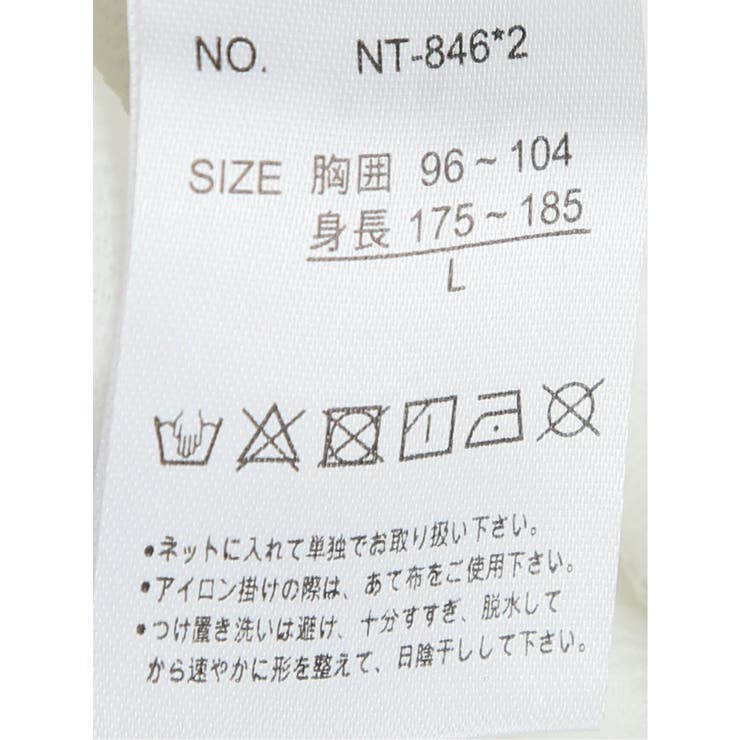 NO. NT-846*2
SIZE 胸囲 96~104
身長 175~185
L
•ネットに入れて単独でお取り扱い下さい。
•アイロン掛けの際は、あて布をご使用下さい。
•つけ置き洗いは避け、十分すすぎ、脱水して
から速やかに形を整えて、日陰干しして下さい。